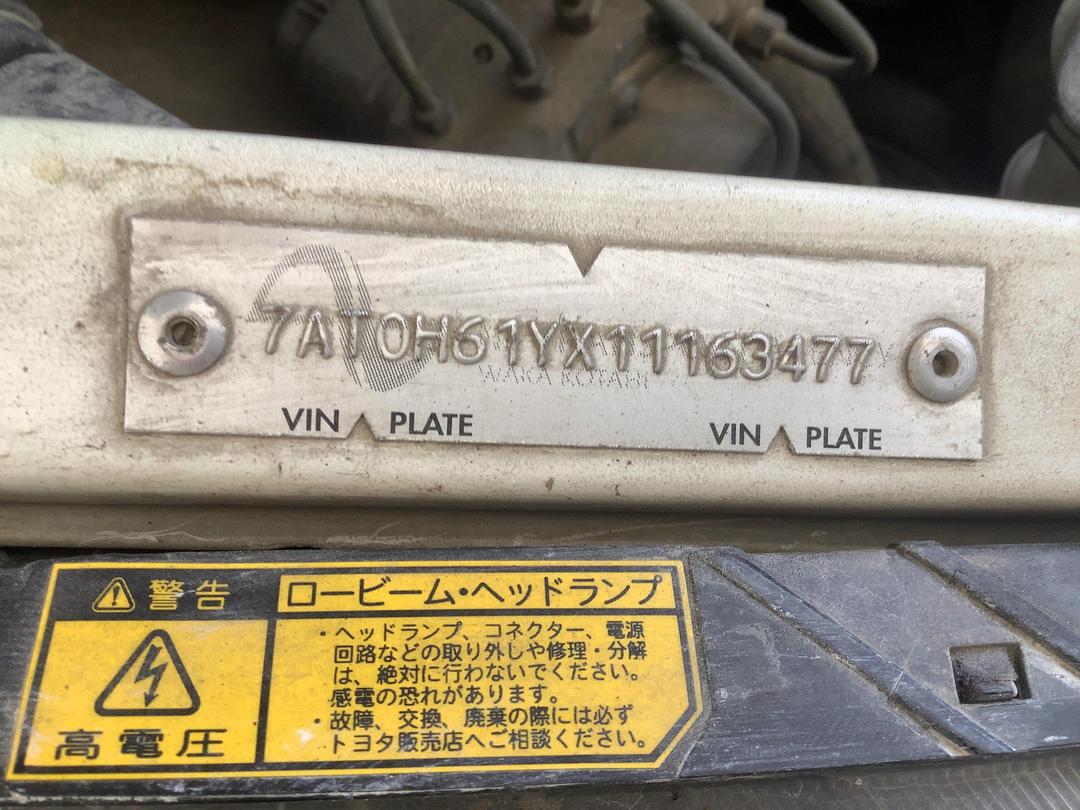 7AT0H61YX11163477
WAKA KOTAHI
VIN PLATE VIN PLATE
警告
ロービーム・ヘッドランプ
高電圧
・ヘッドランプ、コネクター、電源
回路などの取り外しや修理・分解
は、絶対に行わないでください。
感電の恐れがあります。
・故障、交換、廃棄の際には必ず
トヨタ販売店へご相談ください。